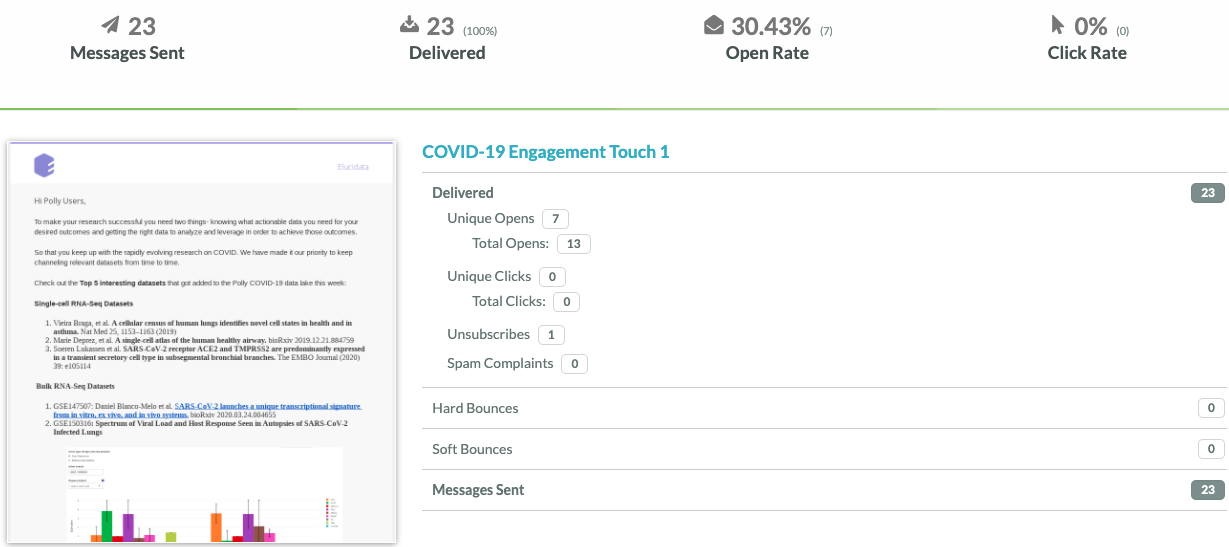 23
Messages Sent
23 (100%)
Delivered
30.43% (7)
Open Rate
0% (0)
Click Rate
Elucidata
Hi Polly Users,
To make your research successful you need two things- knowing what actionable data you need for your
desired outcomes and getting the right data to analyze and leverage in order to achieve those outcomes.
So that you keep up with the rapidly evolving research on COVID. We have made it our priority to keep
channeling relevant datasets from time to time.
Check out the Top 5 interesting datasets that got added to the Polly COVID-19 data lake this week:
Single-cell RNA-Seq Datasets
1. Vieira Braga, et al. A cellular census of human lungs identifies novel cell states in health and in
asthma. Nat Med 25, 1153–1163 (2019)
2. Marie Deprez, et al. A single-cell atlas of the human healthy airway. bioRxiv 2019.12.21.884759
3. Soeren Lukassen et al. SARS-CoV-2 receptor ACE2 and TMPRSS2 are predominantly expressed
in a transient secretory cell type in subsegmental bronchial branches. The EMBO Journal (2020)
39: e105114
Bulk RNA-Seq Datasets
1. GSE147507: Daniel Blanco-Melo et al. SARS-CoV-2 launches a unique transcriptional signature
from in vitro, ex vivo, and in vivo systems. bioRxiv 2020.03.24.004655
2. GSE150316: Spectrum of Viral Load and Host Response Seen in Autopsies of SARS-CoV-2
Infected Lungs
COVID-19 Engagement Touch 1
Delivered 23
Unique Opens 7
Total Opens: 13
Unique Clicks 0
Total Clicks: 0
Unsubscribes 1
Spam Complaints 0
Hard Bounces 0
Soft Bounces 0
Messages Sent 23